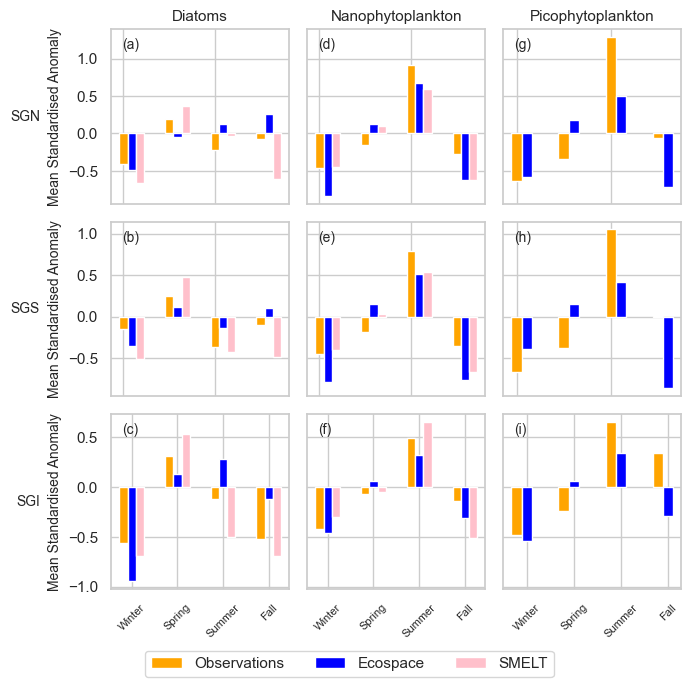 Diatoms Nanophytoplankton Picophytoplankton
SGN
Mean Standardised Anomaly
1.0
0.5
0.0
−0.5
(a)
(d)
(g)
SGS
Mean Standardised Anomaly
1.0
0.5
0.0
−0.5
(b)
(e)
(h)
SGI
Mean Standardised Anomaly
0.5
0.0
−0.5
−1.0
(c)
(f)
(i)
Winter Spring Summer Fall
Winter Spring Summer Fall
Winter Spring Summer Fall
Observations Ecospace SMELT